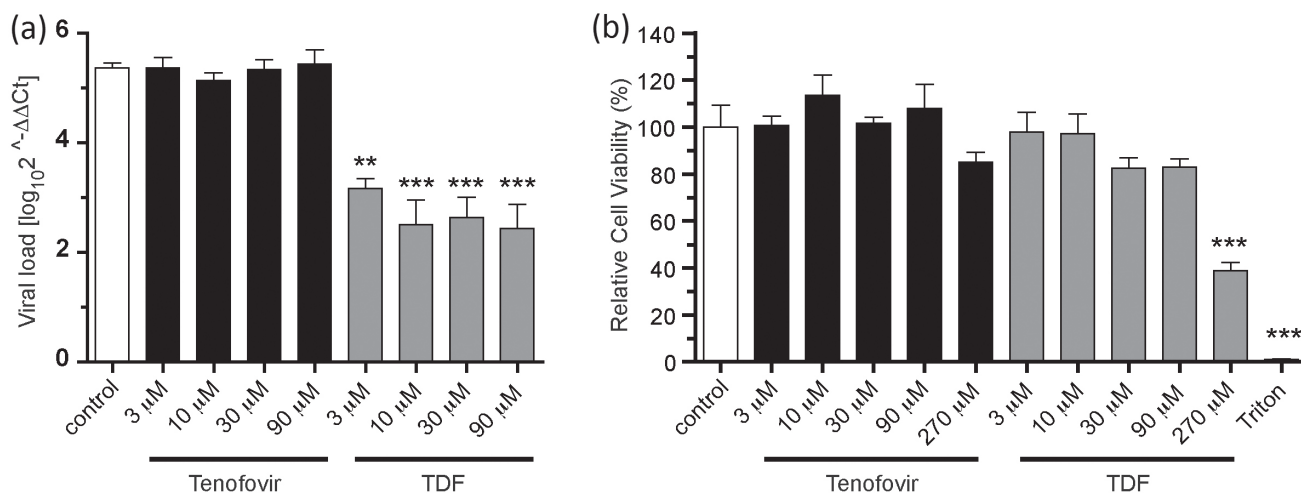 (a)
Viral load [log10 2 ^-ΔΔCt]
6
4
2
0
**
***
***
***
control
3 µM
10 µM
30 µM
90 µM
3 µM
10 µM
30 µM
90 µM
Tenofovir
TDF
(b)
Relative Cell Viability (%)
140
120
100
80
60
40
20
0
***
***
control
3 µM
10 µM
30 µM
90 µM
270 µM
3 µM
10 µM
30 µM
90 µM
270 µM
Triton
Tenofovir
TDF